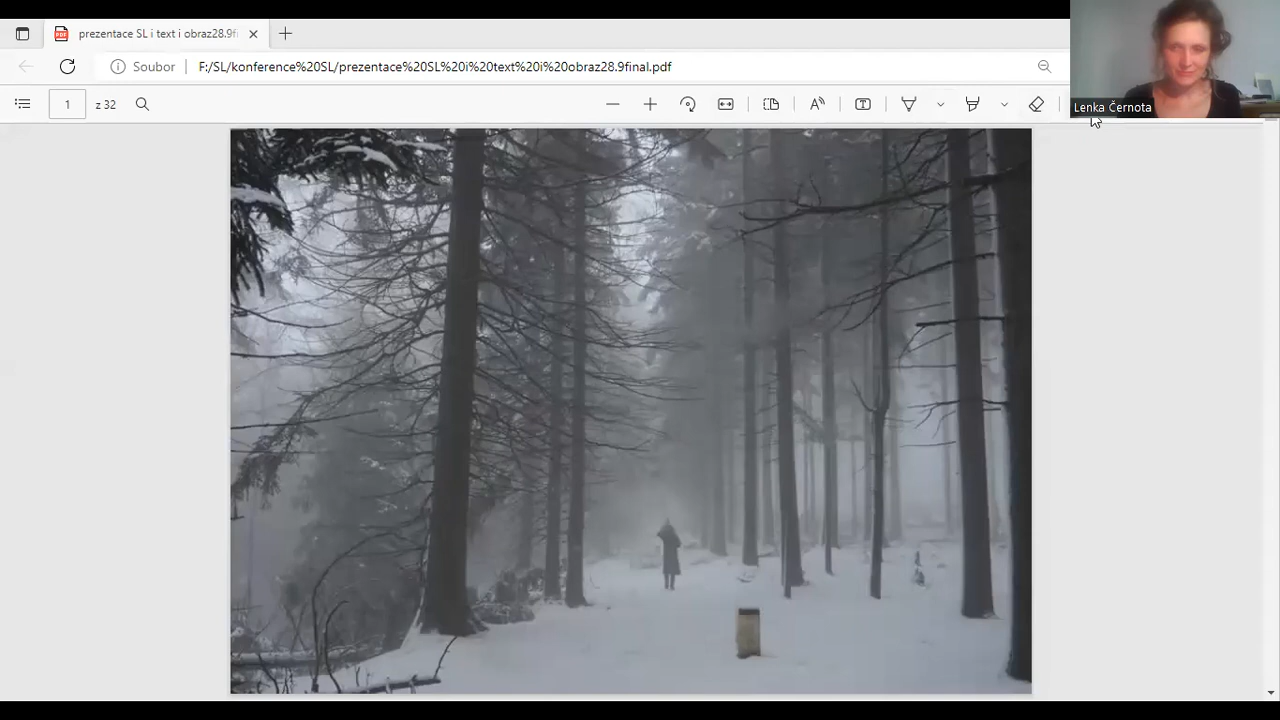 prezentace SL i text i obraz28.9fi
Soubor
F:/SL/konference%20SL/prezentace%20SL%20i%20text%20i%20obraz28.9final.pdf
1 z 32
Lenka Černota